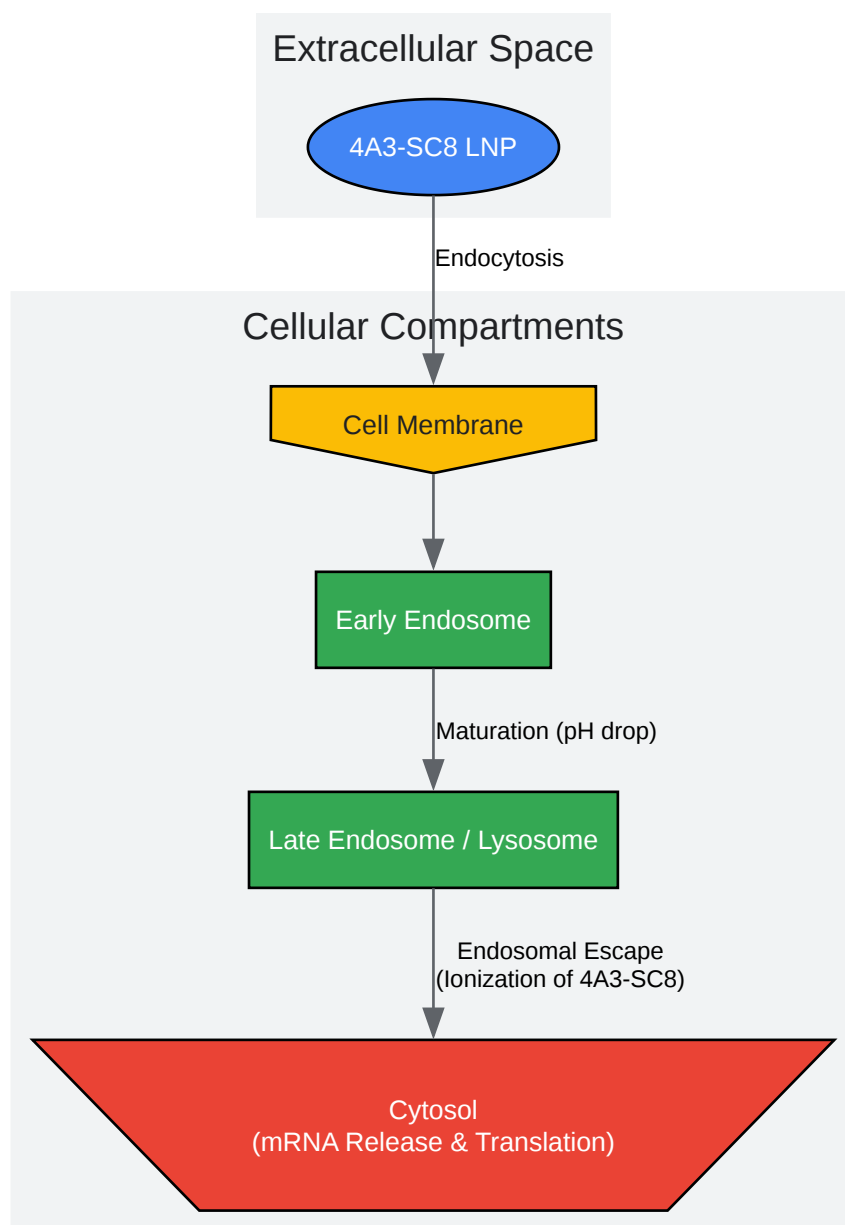 Extracellular Space
4A3-SC8 LNP
Endocytosis
Cellular Compartments
Cell Membrane
Early Endosome
Maturation (pH drop)
Late Endosome / Lysosome
Endosomal Escape
(Ionization of 4A3-SC8)
Cytosol
(mRNA Release & Translation)